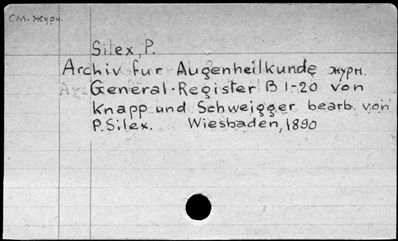 см. журн.
Silex, P.
Archiv fur Augenheilkunde журн.
General-Register B 1-20 von
Knapp und Schweigger bearb. von
P. Silex. Wiesbaden, 1890